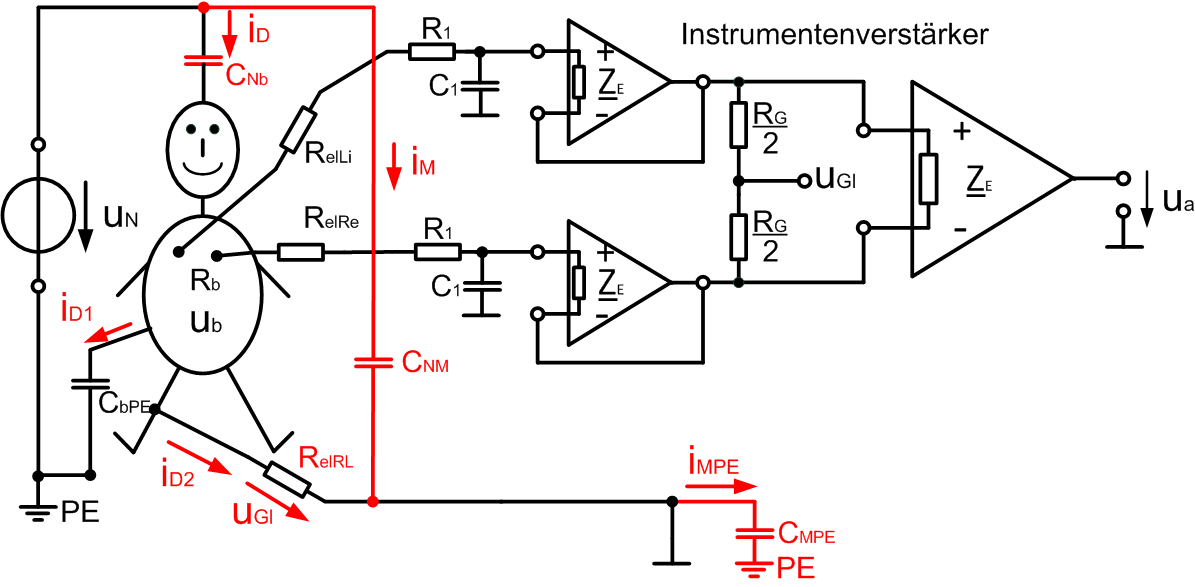 Instrumentenverstärker
iD
CNb
R1
C1
+
ZE
-
RG
2
RelLi
iM
uN
uGl
+
ZE
-
ua
RelRe
R1
C1
+
ZE
-
RG
2
Rb
ub
iD1
CNM
CbPE
RelRL
iD2
uGl
iMPE
CMPE
PE
PE